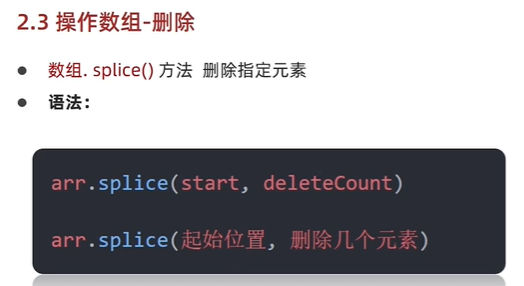 2.3 操作数组-删除
● 数组. splice() 方法 删除指定元素
● 语法：
arr.splice(start, deleteCount)
arr.splice(起始位置, 删除几个元素)